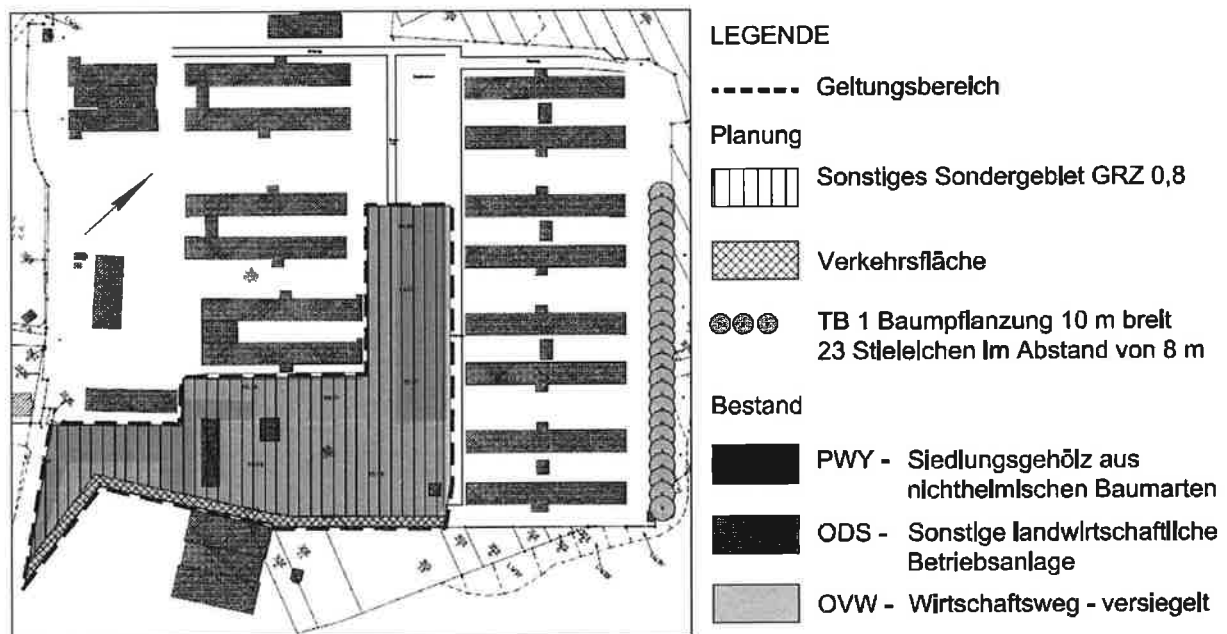 LEGENDE
Geltungsbereich
Planung
Sonstiges Sondergebiet GRZ 0,8
Verkehrsfläche
TB 1 Baumpflanzung 10 m breit
23 Stieleichen im Abstand von 8 m
Bestand
PWY - Siedlungsgehölz aus
nichtheimischen Baumarten
ODS - Sonstige landwirtschaftliche
Betriebsanlage
OVW - Wirtschaftsweg - versiegelt